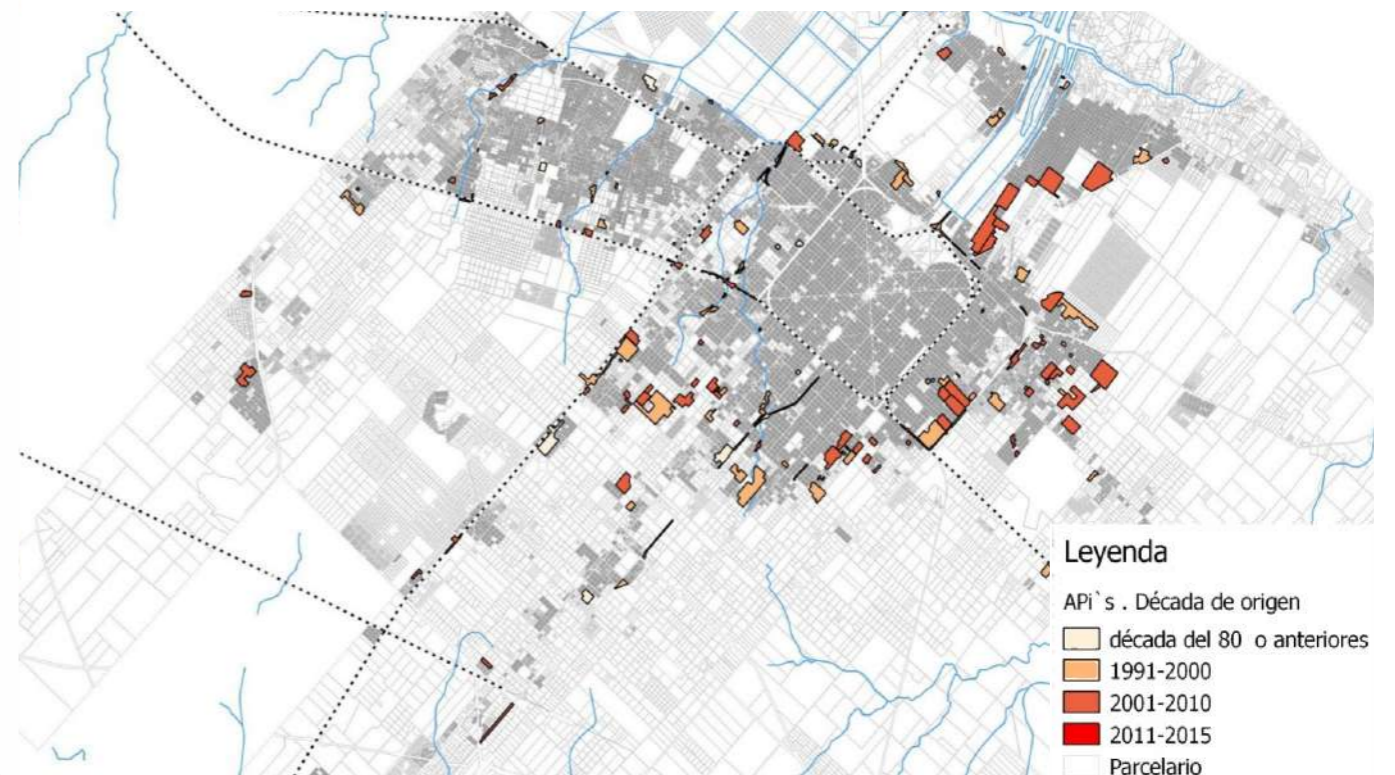 Leyenda
APi`s . Década de origen
década del 80 o anteriores
1991-2000
2001-2010
2011-2015
Parcelario